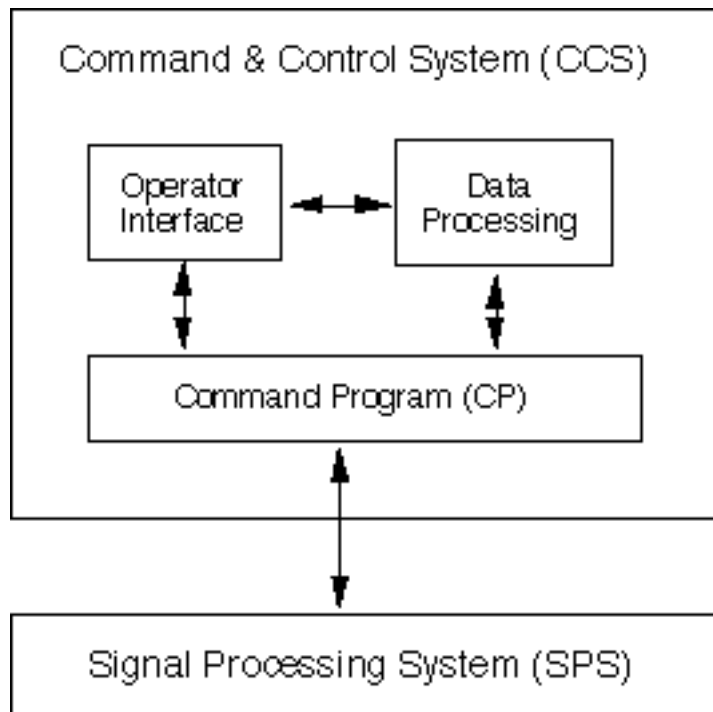 Command & Control System (CCS)
Operator
Interface
Data
Processing
Command Program (CP)
Signal Processing System (SPS)